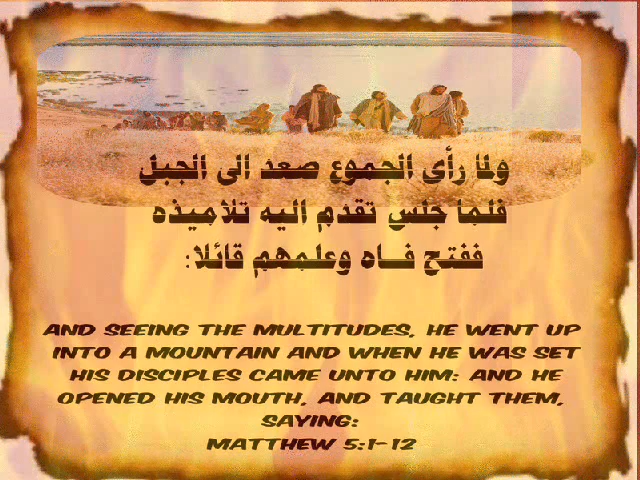 ولما رأى الجموع صعد الى الجبل
فلما جلس تقدم اليه تلاميذه
ففتح فـاه وعلمهم قائلا:
AND SEEING THE MULTITUDES, HE WENT UP
INTO A MOUNTAIN AND WHEN HE WAS SET
HIS DISCIPLES CAME UNTO HIM: AND HE
OPENED HIS MOUTH, AND TAUGHT THEM,
SAYING:
MATTHEW 5:1-12